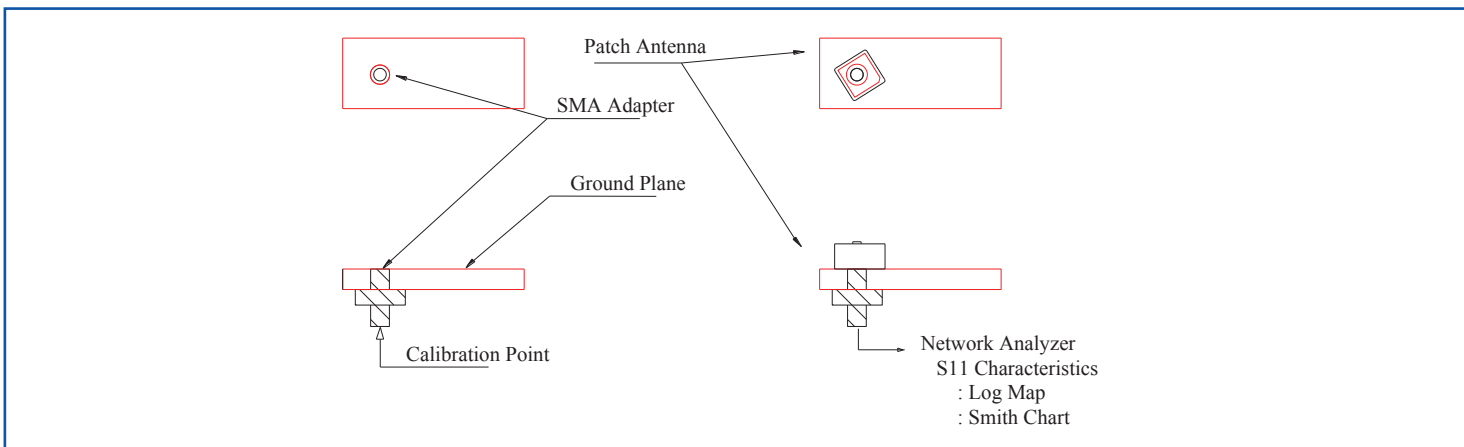 Patch Antenna
SMA Adapter
Ground Plane
Calibration Point
Network Analyzer
S11 Characteristics
: Log Map
: Smith Chart